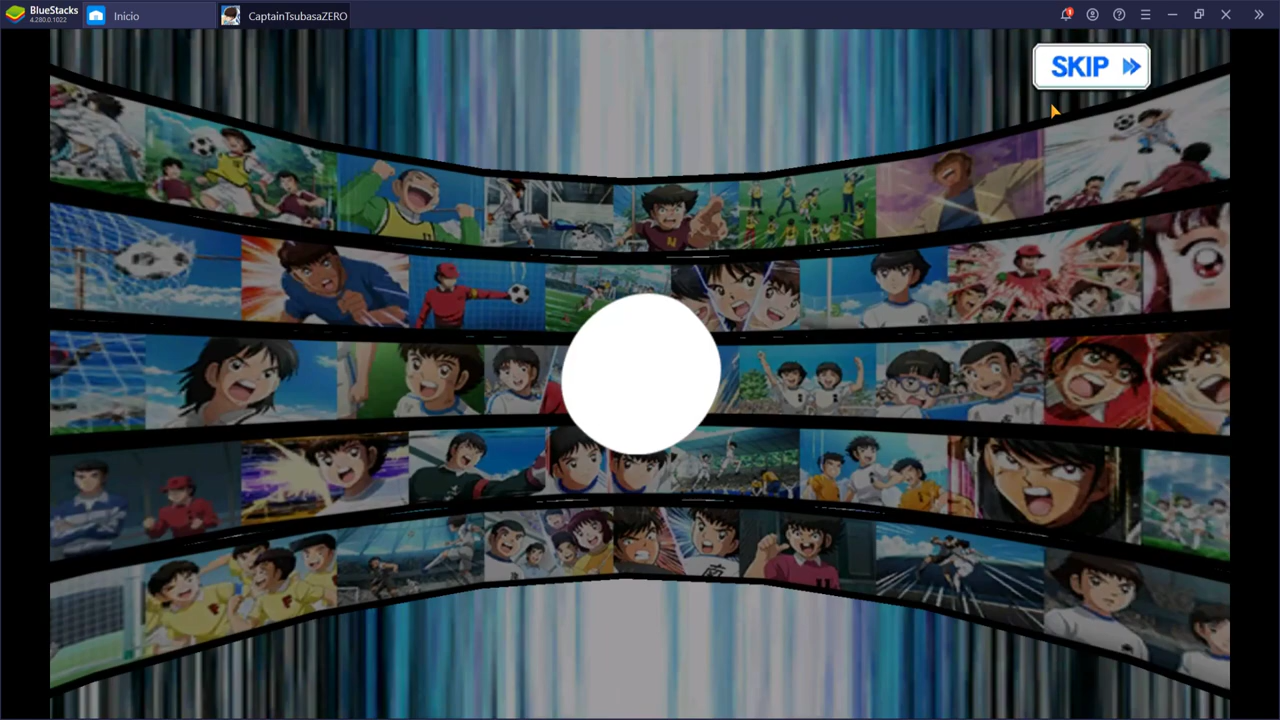 BlueStacks
4.280.0.1022
Inicio
CaptainTsubasaZERO
SKIP